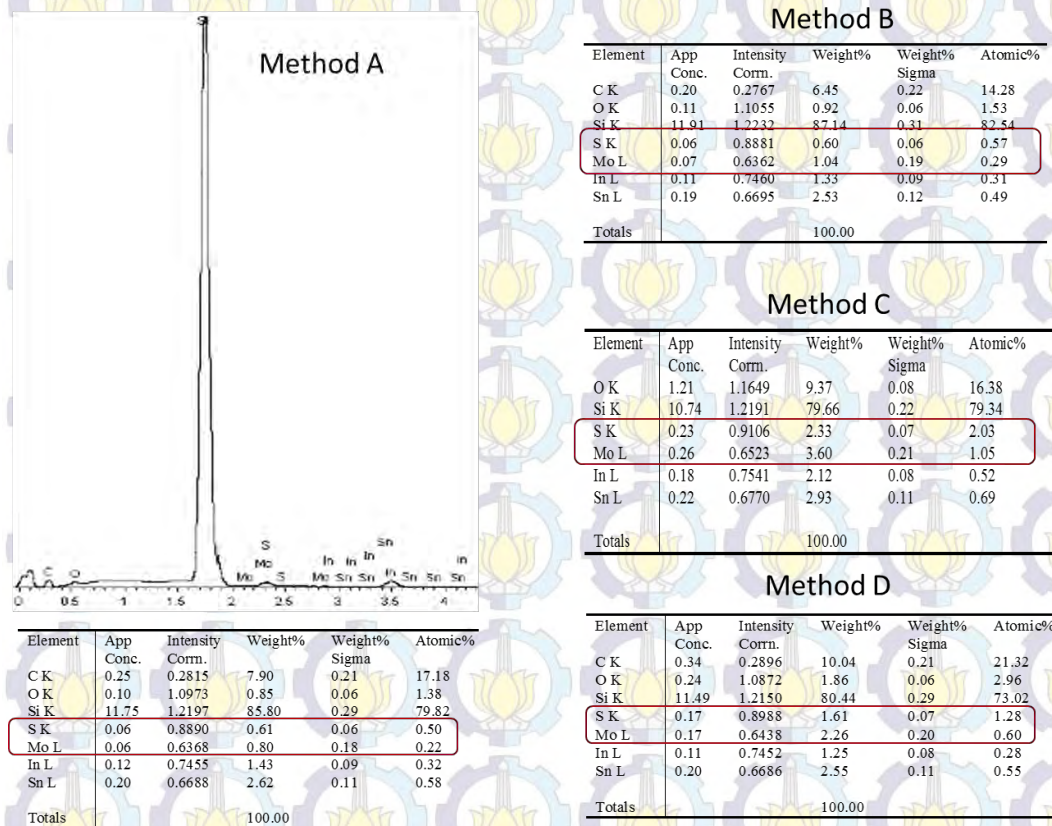 Method A
Si
C O Mo S Mo S Mo In Sn In Sn In Sn In Sn Sn In Sn
0 0.5 1 1.5 2 2.5 3 3.5 4
Element App Conc. Intensity Corrn. Weight% Weight% Sigma Atomic%
C K 0.25 0.2815 7.90 0.21 17.18
O K 0.10 1.0973 0.85 0.06 1.38
Si K 11.75 1.2197 85.80 0.29 79.82
S K 0.06 0.8890 0.61 0.06 0.50
Mo L 0.06 0.6368 0.80 0.18 0.22
In L 0.12 0.7455 1.43 0.09 0.32
Sn L 0.20 0.6688 2.62 0.11 0.58
Totals 100.00
Method B
Element App Conc. Intensity Corrn. Weight% Weight% Sigma Atomic%
C K 0.20 0.2767 6.45 0.22 14.28
O K 0.11 1.1055 0.92 0.06 1.53
Si K 11.91 1.2232 87.14 0.31 82.54
S K 0.06 0.8881 0.60 0.06 0.57
Mo L 0.07 0.6362 1.04 0.19 0.29
In L 0.11 0.7460 1.33 0.09 0.31
Sn L 0.19 0.6695 2.53 0.12 0.49
Totals 100.00
Method C
Element App Conc. Intensity Corrn. Weight% Weight% Sigma Atomic%
O K 1.21 1.1649 9.37 0.08 16.38
Si K 10.74 1.2191 79.66 0.22 79.34
S K 0.23 0.9106 2.33 0.07 2.03
Mo L 0.26 0.6523 3.60 0.21 1.05
In L 0.18 0.7541 2.12 0.08 0.52
Sn L 0.22 0.6770 2.93 0.11 0.69
Totals 100.00
Method D
Element App Conc. Intensity Corrn. Weight% Weight% Sigma Atomic%
C K 0.34 0.2896 10.04 0.21 21.32
O K 0.24 1.0872 1.86 0.06 2.96
Si K 11.49 1.2150 80.44 0.29 73.02
S K 0.17 0.8988 1.61 0.07 1.28
Mo L 0.17 0.6438 2.26 0.20 0.60
In L 0.11 0.7452 1.25 0.08 0.28
Sn L 0.20 0.6686 2.55 0.11 0.55
Totals 100.00